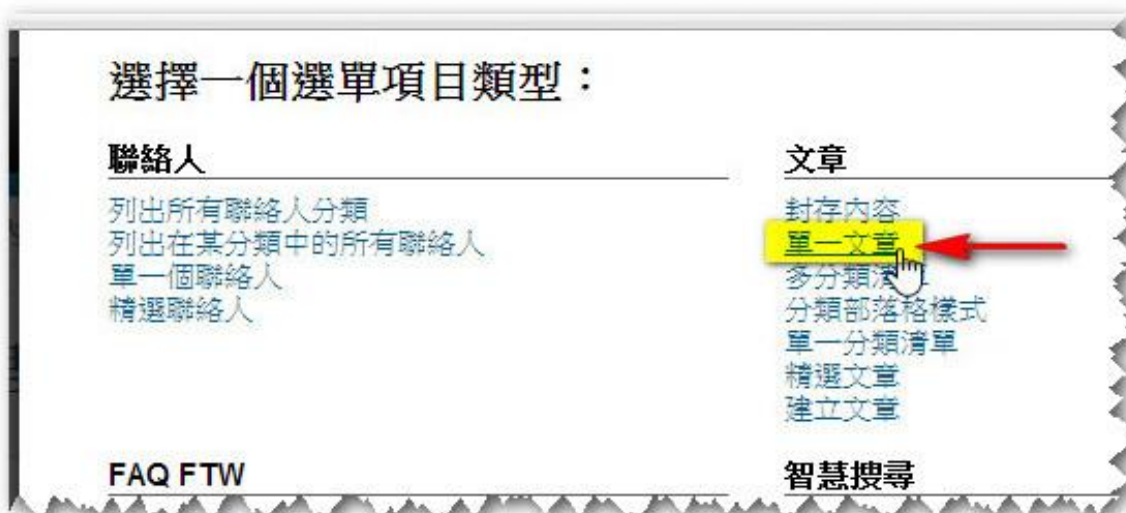 選擇一個選單項目類型：
聯絡人
列出所有聯絡人分類
列出在某分類中的所有聯絡人
單一個聯絡人
精選聯絡人
文章
封存內容
單一文章
多分類清單
分類部落格樣式
單一分類清單
精選文章
建立文章
FAQ FTW
智慧搜尋